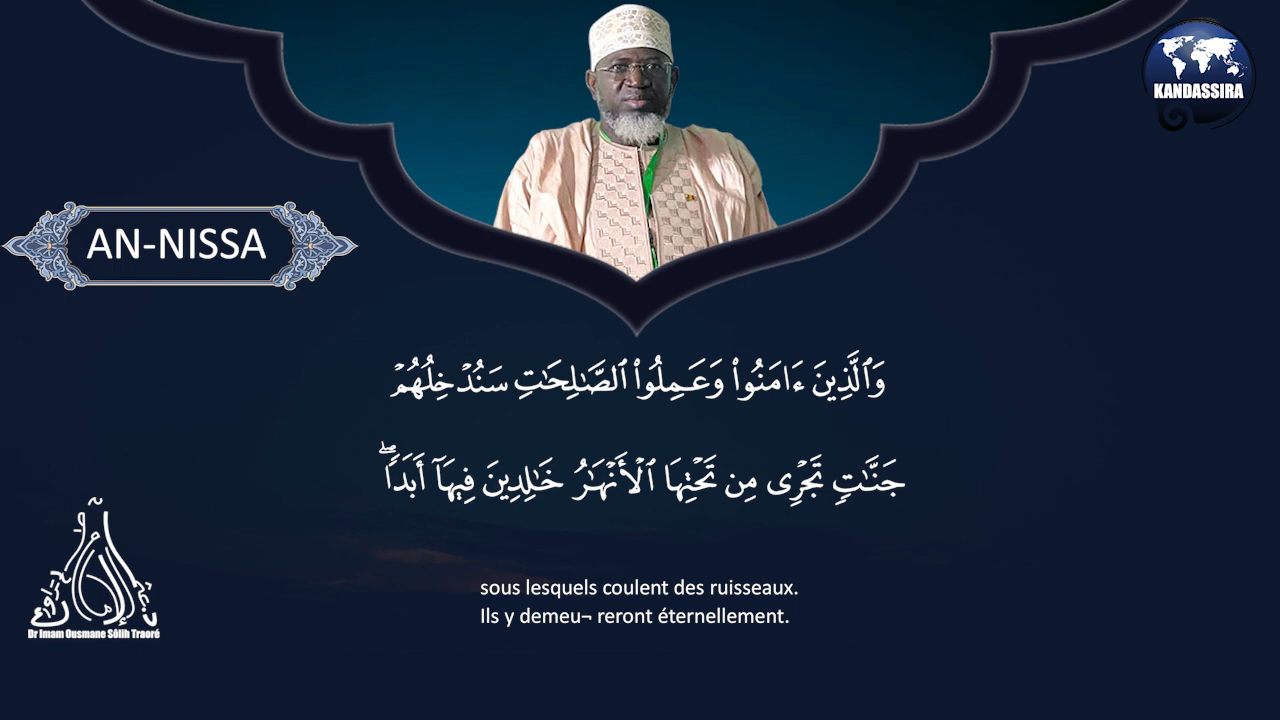 KANDASSIRA
AN-NISSA
وَٱلَّذِينَ ءَامَنُوا۟ وَعَمِلُوا۟ ٱلصَّـٰلِحَـٰتِ سَنُدْخِلُهُمْ
جَنَّـٰتٍ تَجْرِى مِن تَحْتِهَا ٱلْأَنْهَـٰرُ خَـٰلِدِينَ فِيهَآ أَبَدًا ۖ
sous lesquels coulent des ruisseaux.
Ils y demeu¬ reront éternellement.
Dr Imam Ousmane Sôlih Traoré